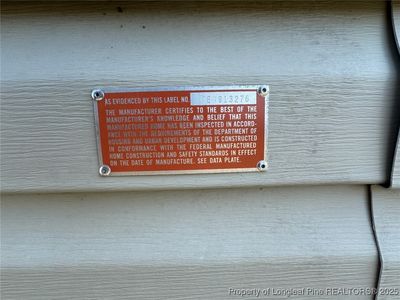 AS EVIDENCED BY THIS LABEL NO.
THE MANUFACTURER CERTIFIES TO THE BEST OF THE
MANUFACTURER'S KNOWLEDGE AND BELIEF THAT THIS
MANUFACTURED HOME HAS BEEN INSPECTED IN ACCORD-
ANCE WITH THE REQUIREMENTS OF THE DEPARTMENT OF
HOUSING AND URBAN DEVELOPMENT AND IS CONSTRUCTED
IN CONFORMANCE WITH THE FEDERAL MANUFACTURED
HOME CONSTRUCTION AND SAFETY STANDARDS IN EFFECT
ON THE DATE OF MANUFACTURE. SEE DATA PLATE.
Property of Longleaf Pine REALTORS® 2025